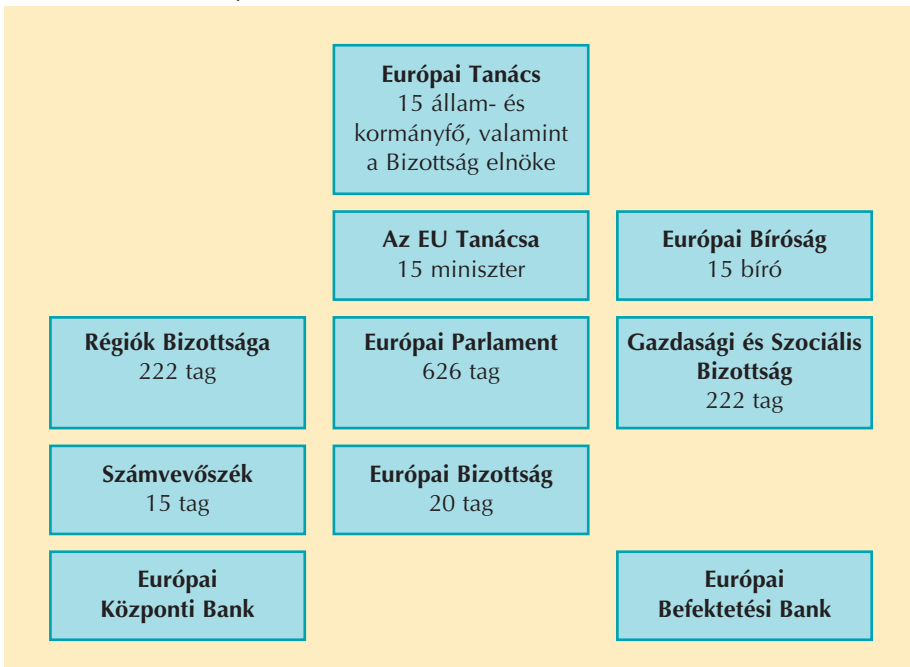 Európai Tanács
15 állam- és
kormányfő, valamint
a Bizottság elnöke
Az EU Tanácsa
15 miniszter
Európai Bíróság
15 bíró
Régiók Bizottsága
222 tag
Európai Parlament
626 tag
Gazdasági és Szociális
Bizottság
222 tag
Számvevőszék
15 tag
Európai Bizottság
20 tag
Európai
Központi Bank
Európai
Befektetési Bank